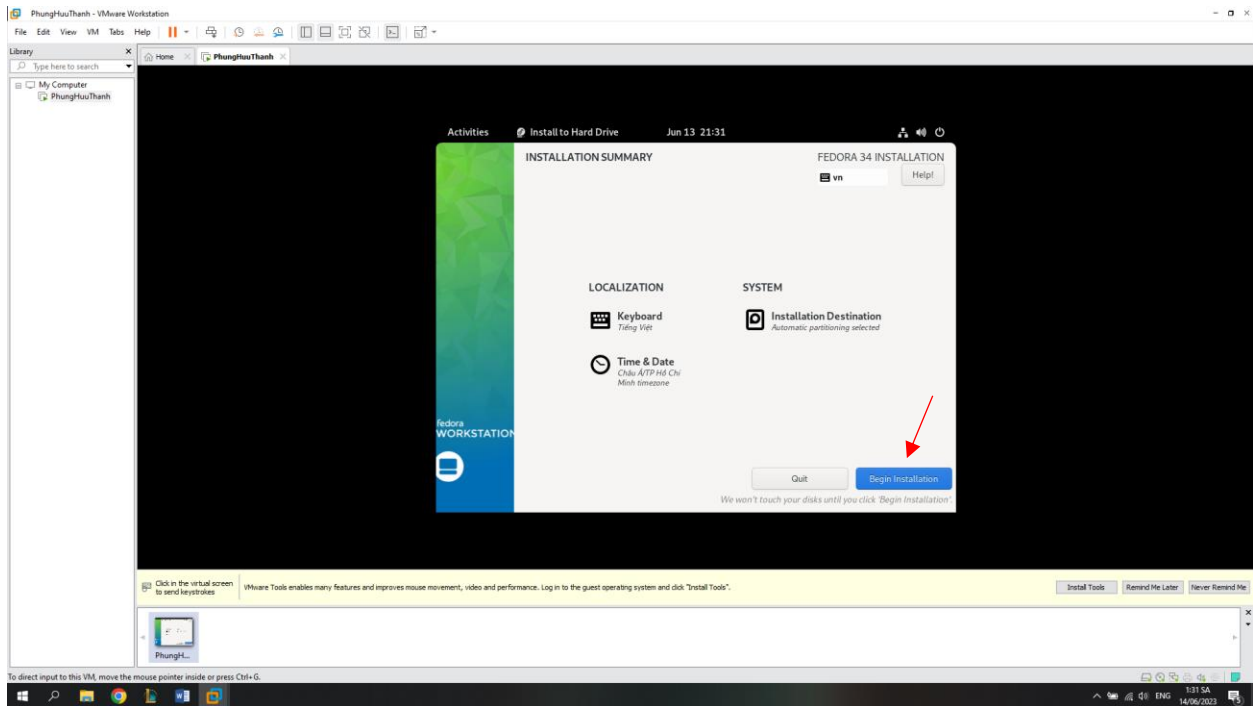 PhungHuuThanh - VMware Workstation
File Edit View VM Tabs Help
Library
Type here to search
My Computer
PhungHuuThanh
Home
PhungHuuThanh
Activities Install to Hard Drive Jun 13 21:31
INSTALLATION SUMMARY
FEDORA 34 INSTALLATION
vn
Help!
LOCALIZATION
SYSTEM
Keyboard
Tiếng Việt
Installation Destination
Automatic partitioning selected
Time & Date
Châu Á/TP Hồ Chí
Minh timezone
fedora
WORKSTATION
Quit
Begin Installation
We won't touch your disks until you click 'Begin Installation'.
Click in the virtual screen
to send keystrokes
VMware Tools enables many features and improves mouse movement, video and performance. Log in to the guest operating system and click "Install Tools".
Install Tools
Remind Me Later
Never Remind Me
PhungH...
To direct input to this VM, move the mouse pointer inside or press Ctrl+G.
ENG
1:31 SA
14/06/2023